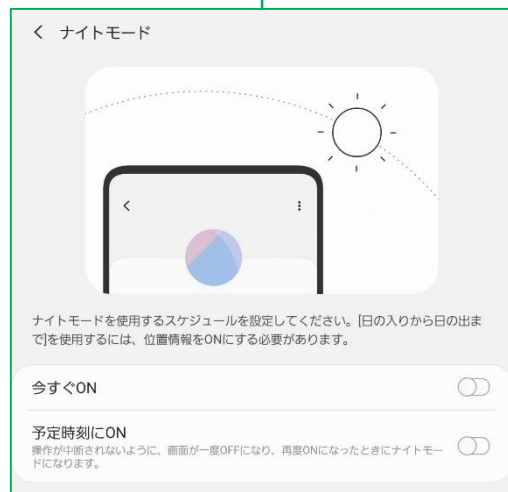 ナイトモード
ナイトモードを使用するスケジュールを設定してください。[日の入りから日の出ま
で]を使用するには、位置情報をONにする必要があります。
今すぐON
予定時刻にON
操作が中断されないように、画面が一度OFFになり、再度ONになったときにナイトモー
ドになります。